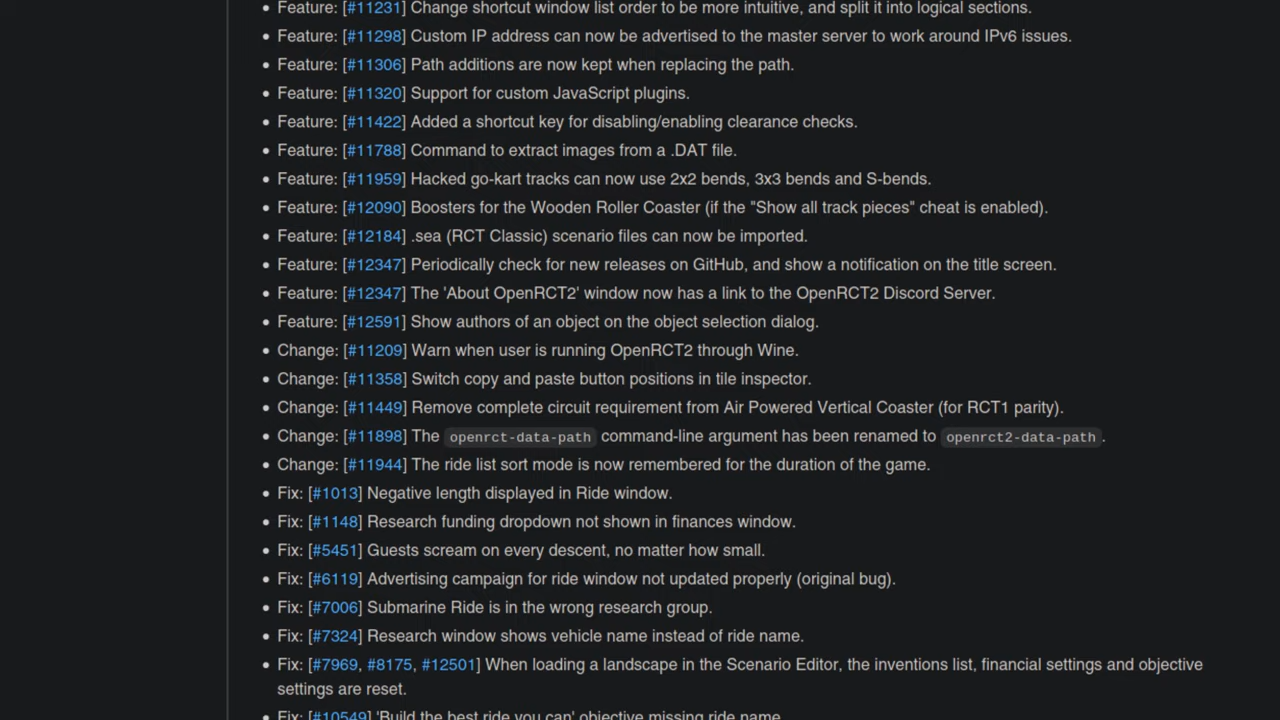 Feature: [#11231] Change shortcut window list order to be more intuitive, and split it into logical sections.
Feature: [#11298] Custom IP address can now be advertised to the master server to work around IPv6 issues.
Feature: [#11306] Path additions are now kept when replacing the path.
Feature: [#11320] Support for custom JavaScript plugins.
Feature: [#11422] Added a shortcut key for disabling/enabling clearance checks.
Feature: [#11788] Command to extract images from a .DAT file.
Feature: [#11959] Hacked go-kart tracks can now use 2x2 bends, 3x3 bends and S-bends.
Feature: [#12090] Boosters for the Wooden Roller Coaster (if the "Show all track pieces" cheat is enabled).
Feature: [#12184] .sea (RCT Classic) scenario files can now be imported.
Feature: [#12347] Periodically check for new releases on GitHub, and show a notification on the title screen.
Feature: [#12347] The 'About OpenRCT2' window now has a link to the OpenRCT2 Discord Server.
Feature: [#12591] Show authors of an object on the object selection dialog.
Change: [#11209] Warn when user is running OpenRCT2 through Wine.
Change: [#11358] Switch copy and paste button positions in tile inspector.
Change: [#11449] Remove complete circuit requirement from Air Powered Vertical Coaster (for RCT1 parity).
Change: [#11898] The openrct-data-path command-line argument has been renamed to openrct2-data-path.
Change: [#11944] The ride list sort mode is now remembered for the duration of the game.
Fix: [#1013] Negative length displayed in Ride window.
Fix: [#1148] Research funding dropdown not shown in finances window.
Fix: [#5451] Guests scream on every descent, no matter how small.
Fix: [#6119] Advertising campaign for ride window not updated properly (original bug).
Fix: [#7006] Submarine Ride is in the wrong research group.
Fix: [#7324] Research window shows vehicle name instead of ride name.
Fix: [#7969, #8175, #12501] When loading a landscape in the Scenario Editor, the inventions list, financial settings and objective
settings are reset.
Fix: [#10549] 'Build the best ride you can' objective missing ride name.